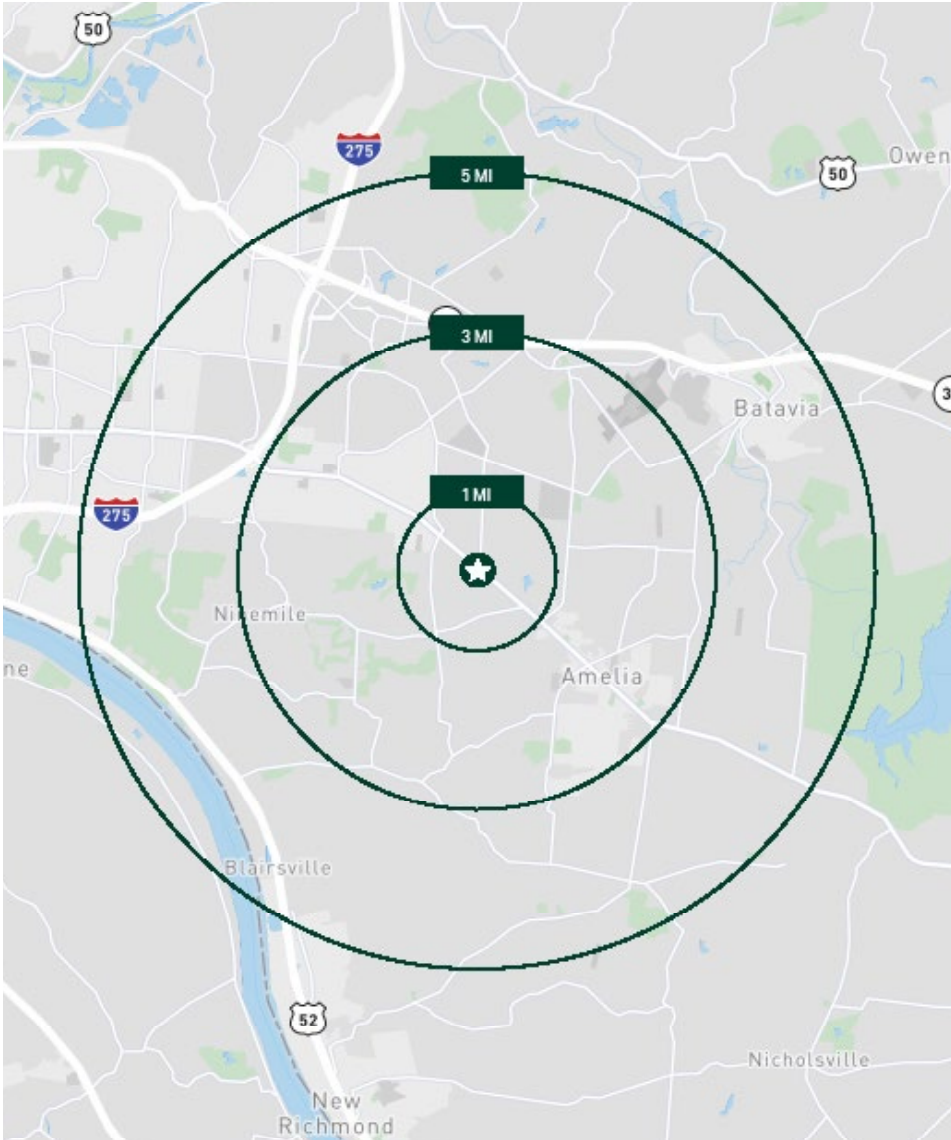 50
275
5 MI
50
Owen
3 MI
3
Batavia
1 MI
275
Ninemile
ne
Amelia
Blairsville
52
Nicholsville
New
Richmond